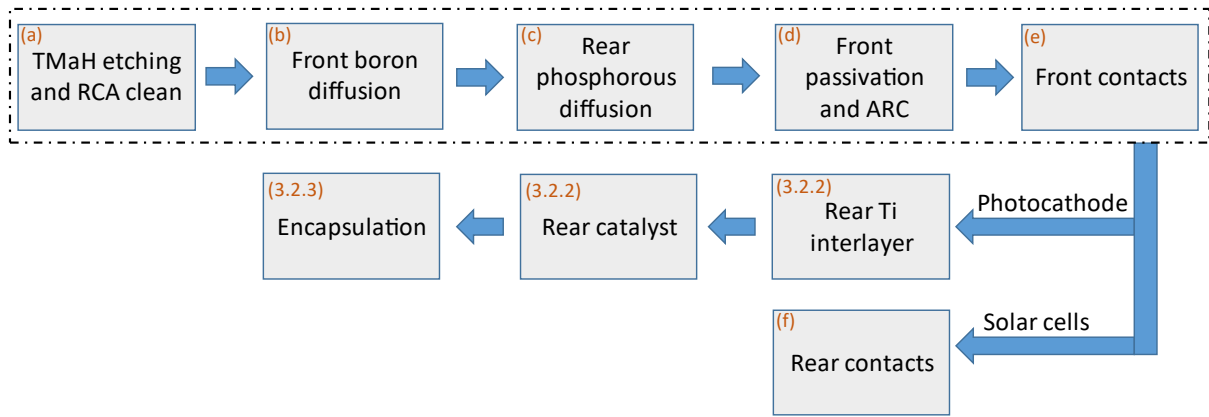 (a)
TMaH etching
and RCA clean
(b)
Front boron
diffusion
(c)
Rear
phosphorous
diffusion
(d)
Front
passivation
and ARC
(e)
Front contacts
(3.2.3)
Encapsulation
(3.2.2)
Rear catalyst
(3.2.2)
Rear Ti
interlayer
Photocathode
Solar cells
(f)
Rear contacts